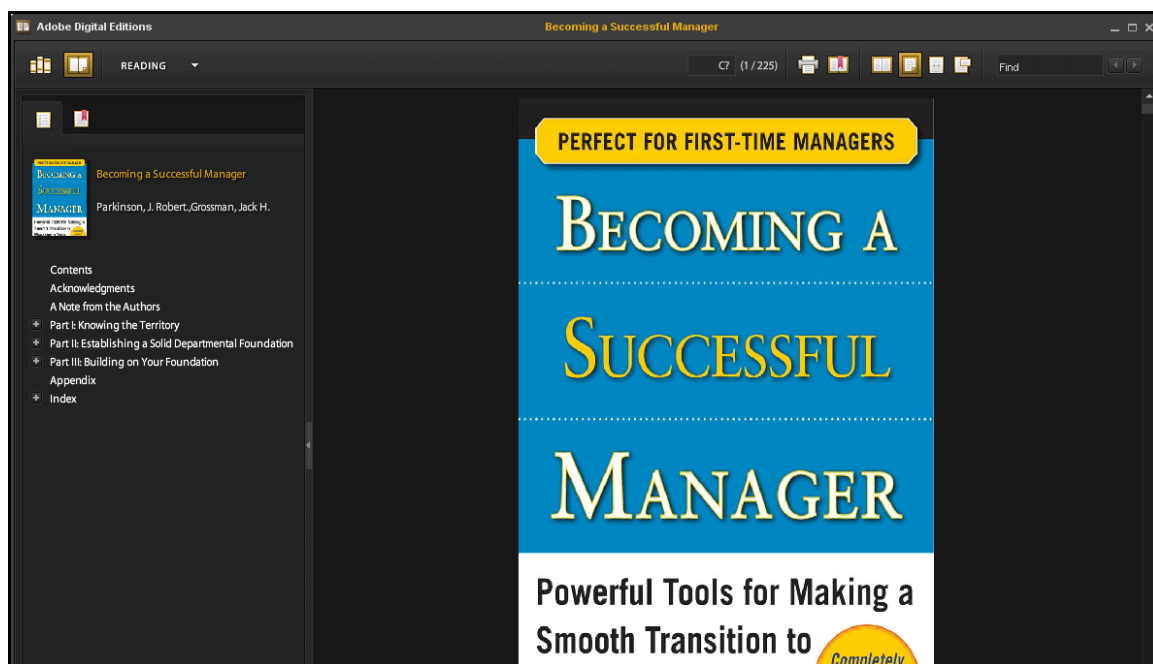 Adobe Digital Editions
Becoming a Successful Manager
READING
C? (1 / 225)
Find
BECOMING A
SUCCESSFUL
MANAGER
Becoming a Successful Manager
Parkinson, J. Robert.,Grossman, Jack H.
Contents
Acknowledgments
A Note from the Authors
Part I: Knowing the Territory
Part II: Establishing a Solid Departmental Foundation
Part III: Building on Your Foundation
Appendix
Index
PERFECT FOR FIRST-TIME MANAGERS
BECOMING A
SUCCESSFUL
MANAGER
Powerful Tools for Making a
Smooth Transition to
Completely